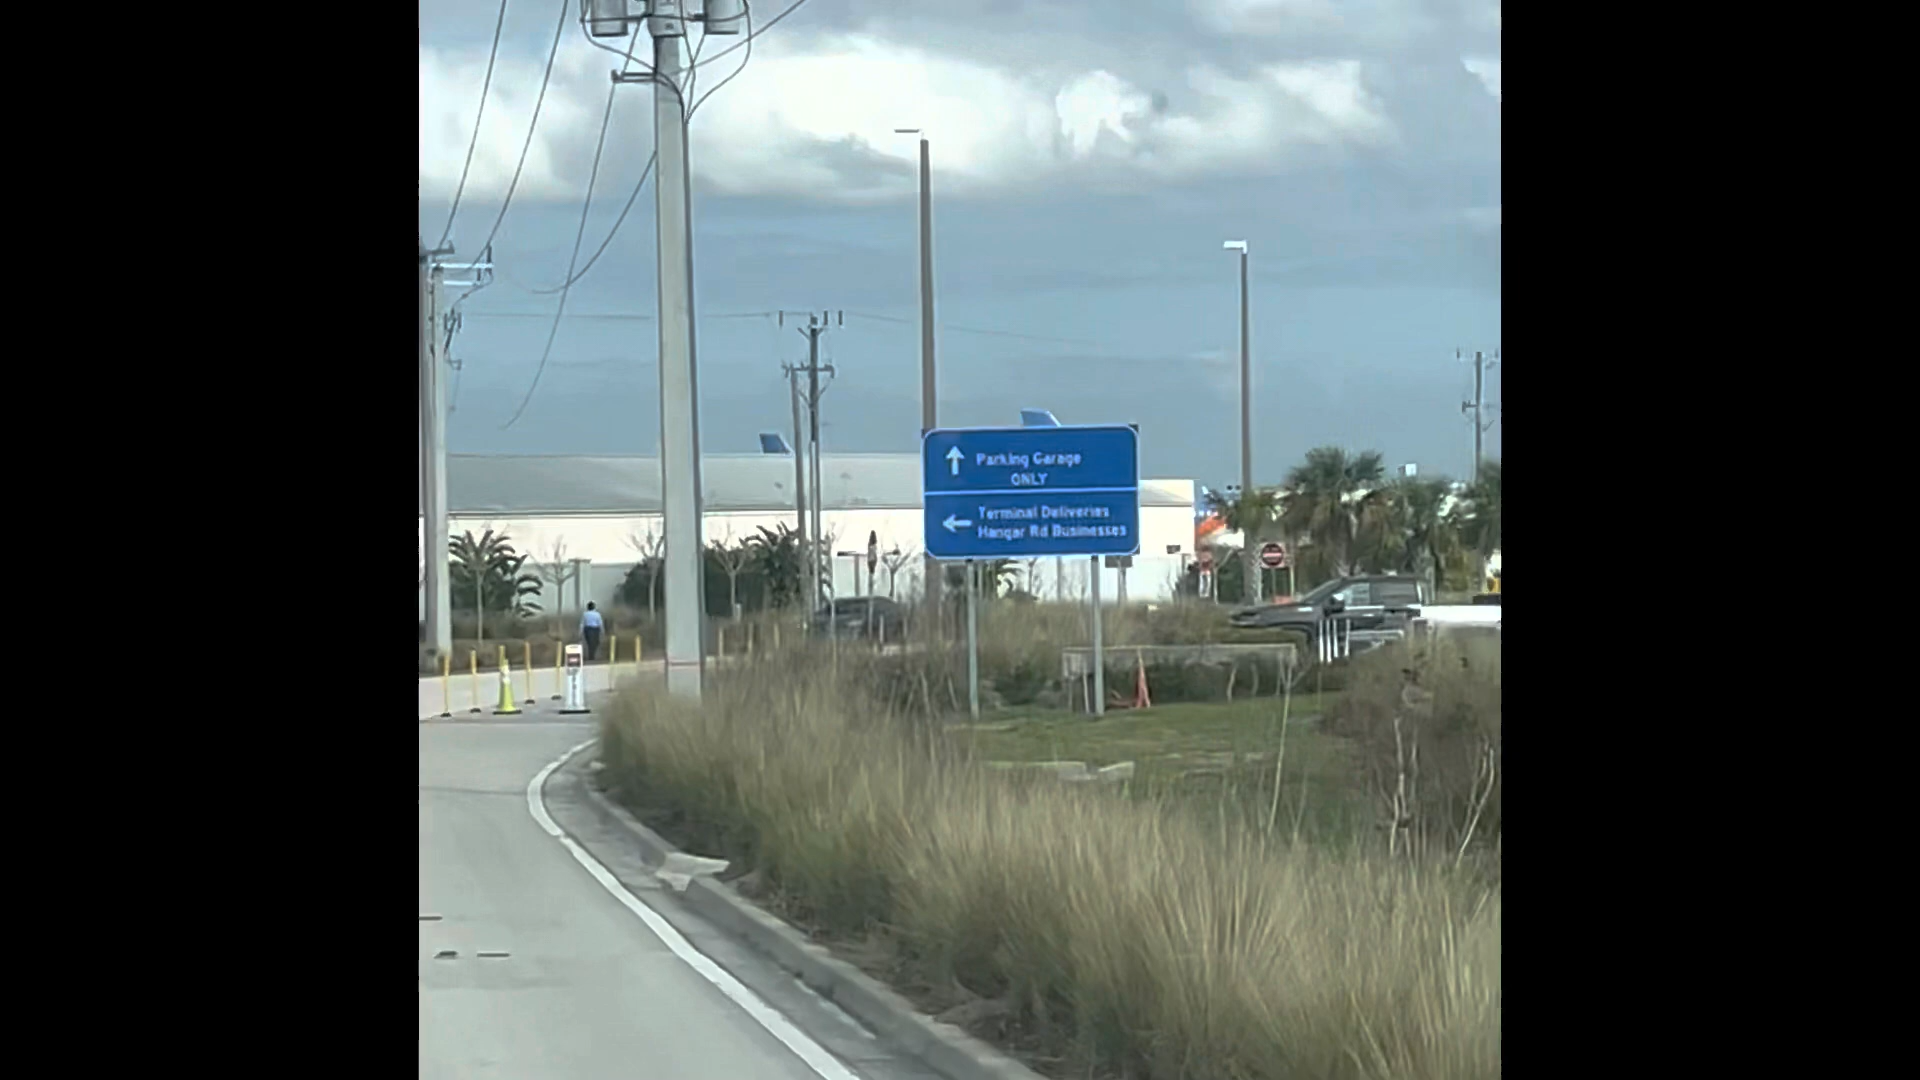 Parking Garage
ONLY
Terminal Deliveries
Hangar Rd Businesses